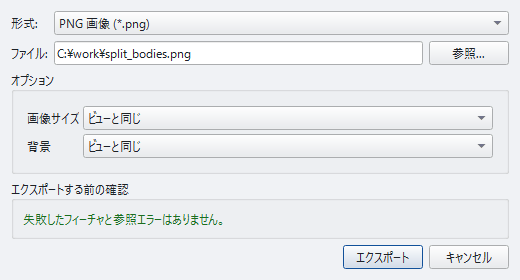 形式: PNG 画像 (*.png)
ファイル: C:¥work¥split_bodies.png 参照...
オプション
画像サイズ ビューと同じ
背景 ビューと同じ
エクスポートする前の確認
失敗したフィーチャと参照エラーはありません。
エクスポート キャンセル